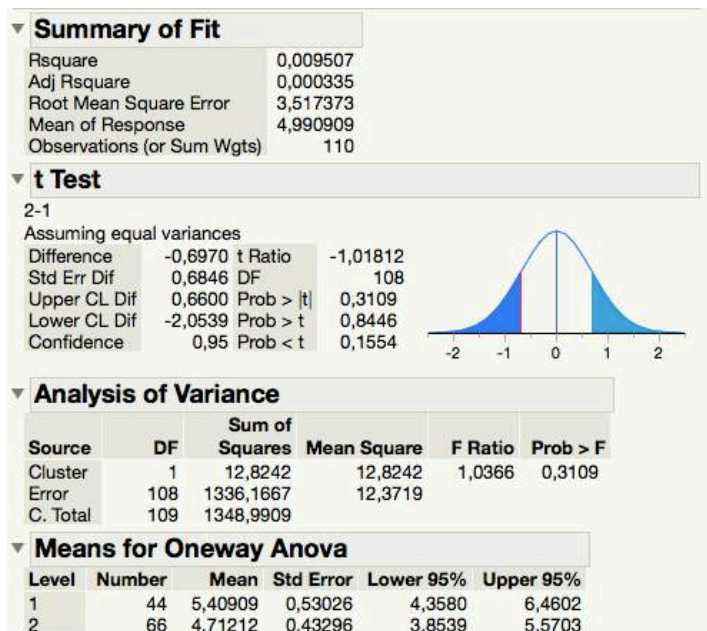 Summary of Fit
Rsquare 0,009507
Adj Rsquare 0,000335
Root Mean Square Error 3,517373
Mean of Response 4,990909
Observations (or Sum Wgts) 110
t Test
2-1
Assuming equal variances
Difference -0,6970 t Ratio -1,01812
Std Err Dif 0,6846 DF 108
Upper CL Dif 0,6600 Prob > |t| 0,3109
Lower CL Dif -2,0539 Prob > t 0,8446
Confidence 0,95 Prob < t 0,1554
-2 -1 0 1 2
Analysis of Variance
Sum of
Source DF Squares Mean Square F Ratio Prob > F
Cluster 1 12,8242 12,8242 1,0366 0,3109
Error 108 1336,1667 12,3719
C. Total 109 1348,9909
Means for Oneway Anova
Level Number Mean Std Error Lower 95% Upper 95%
1 44 5,40909 0,53026 4,3580 6,4602
2 66 4,71212 0,43296 3,8539 5,5703